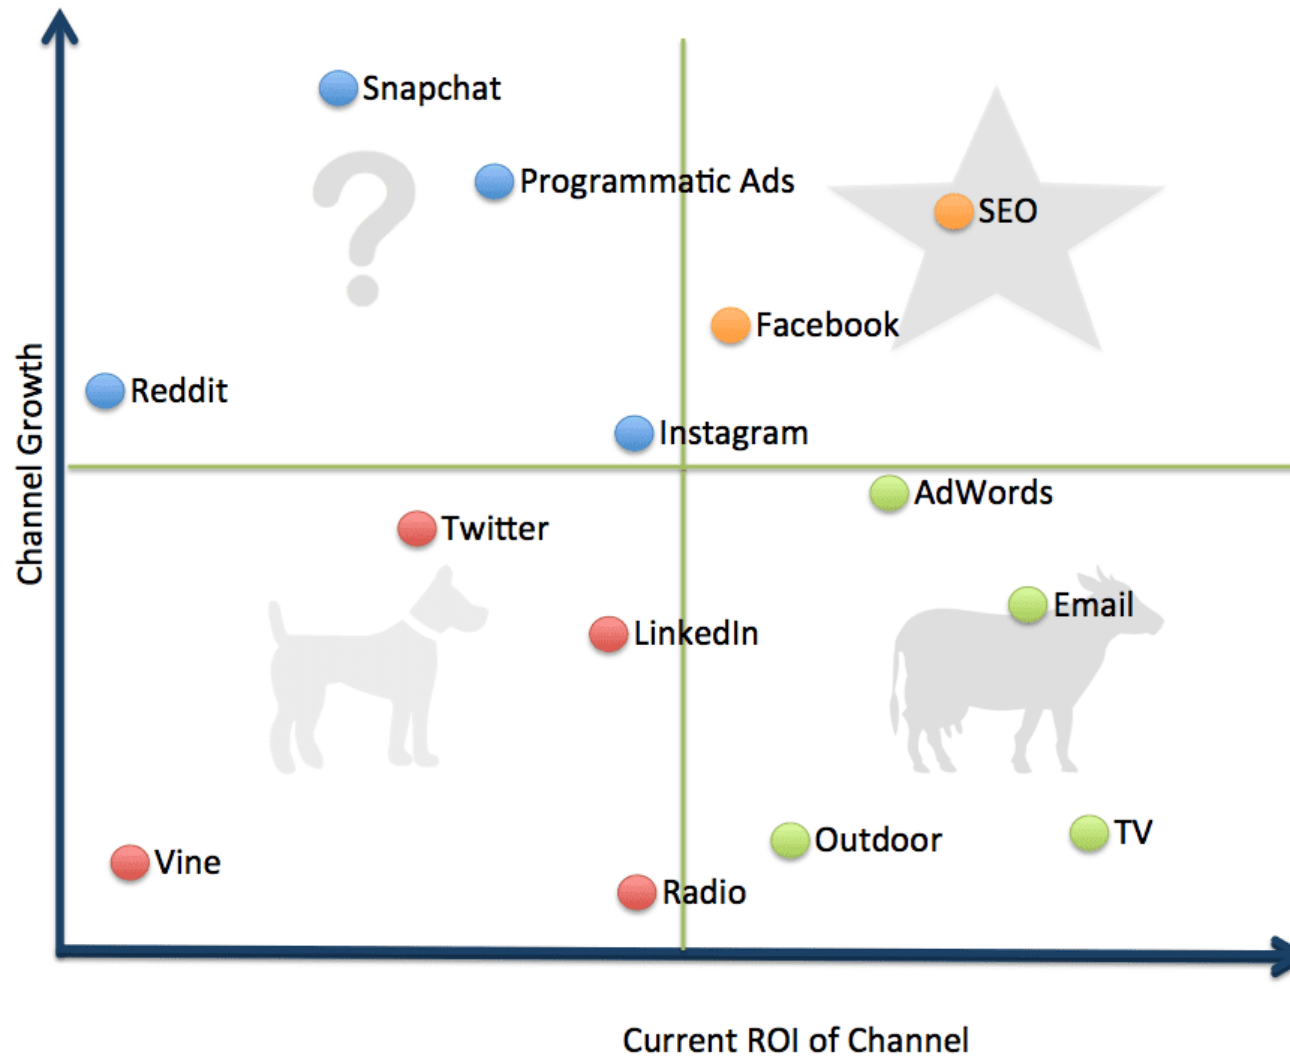 Snapchat
Programmatic Ads
SEO
Facebook
Reddit
Instagram
Channel Growth
AdWords
Twitter
Email
LinkedIn
Outdoor
TV
Vine
Radio
Current ROI of Channel
?